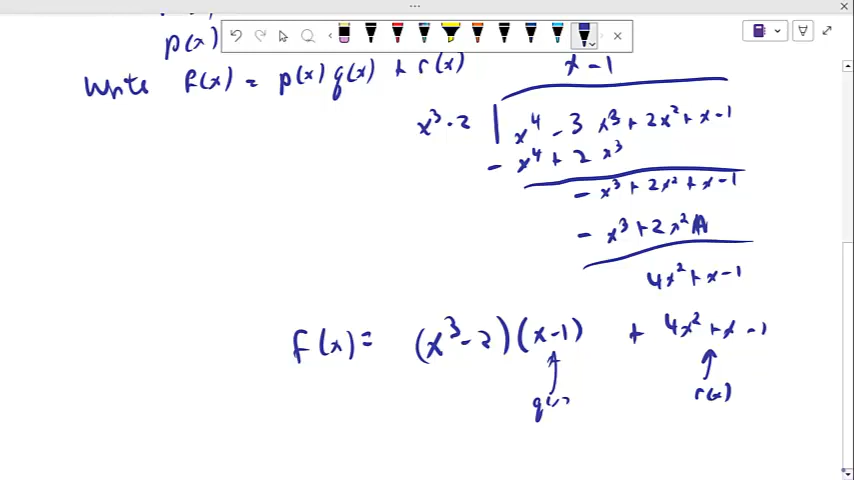 p(x)
Write f(x) = p(x) q(x) + r(x)
x - 1
x³ - 2 | x⁴ - 3x³ + 2x² + x - 1
- x⁴ + 2x³
- x³ + 2x² + x - 1
- x³ + 2x²
4x² + x - 1
f(x) = (x³ - 2)(x - 1) + 4x² + x - 1
q(x) r(x)